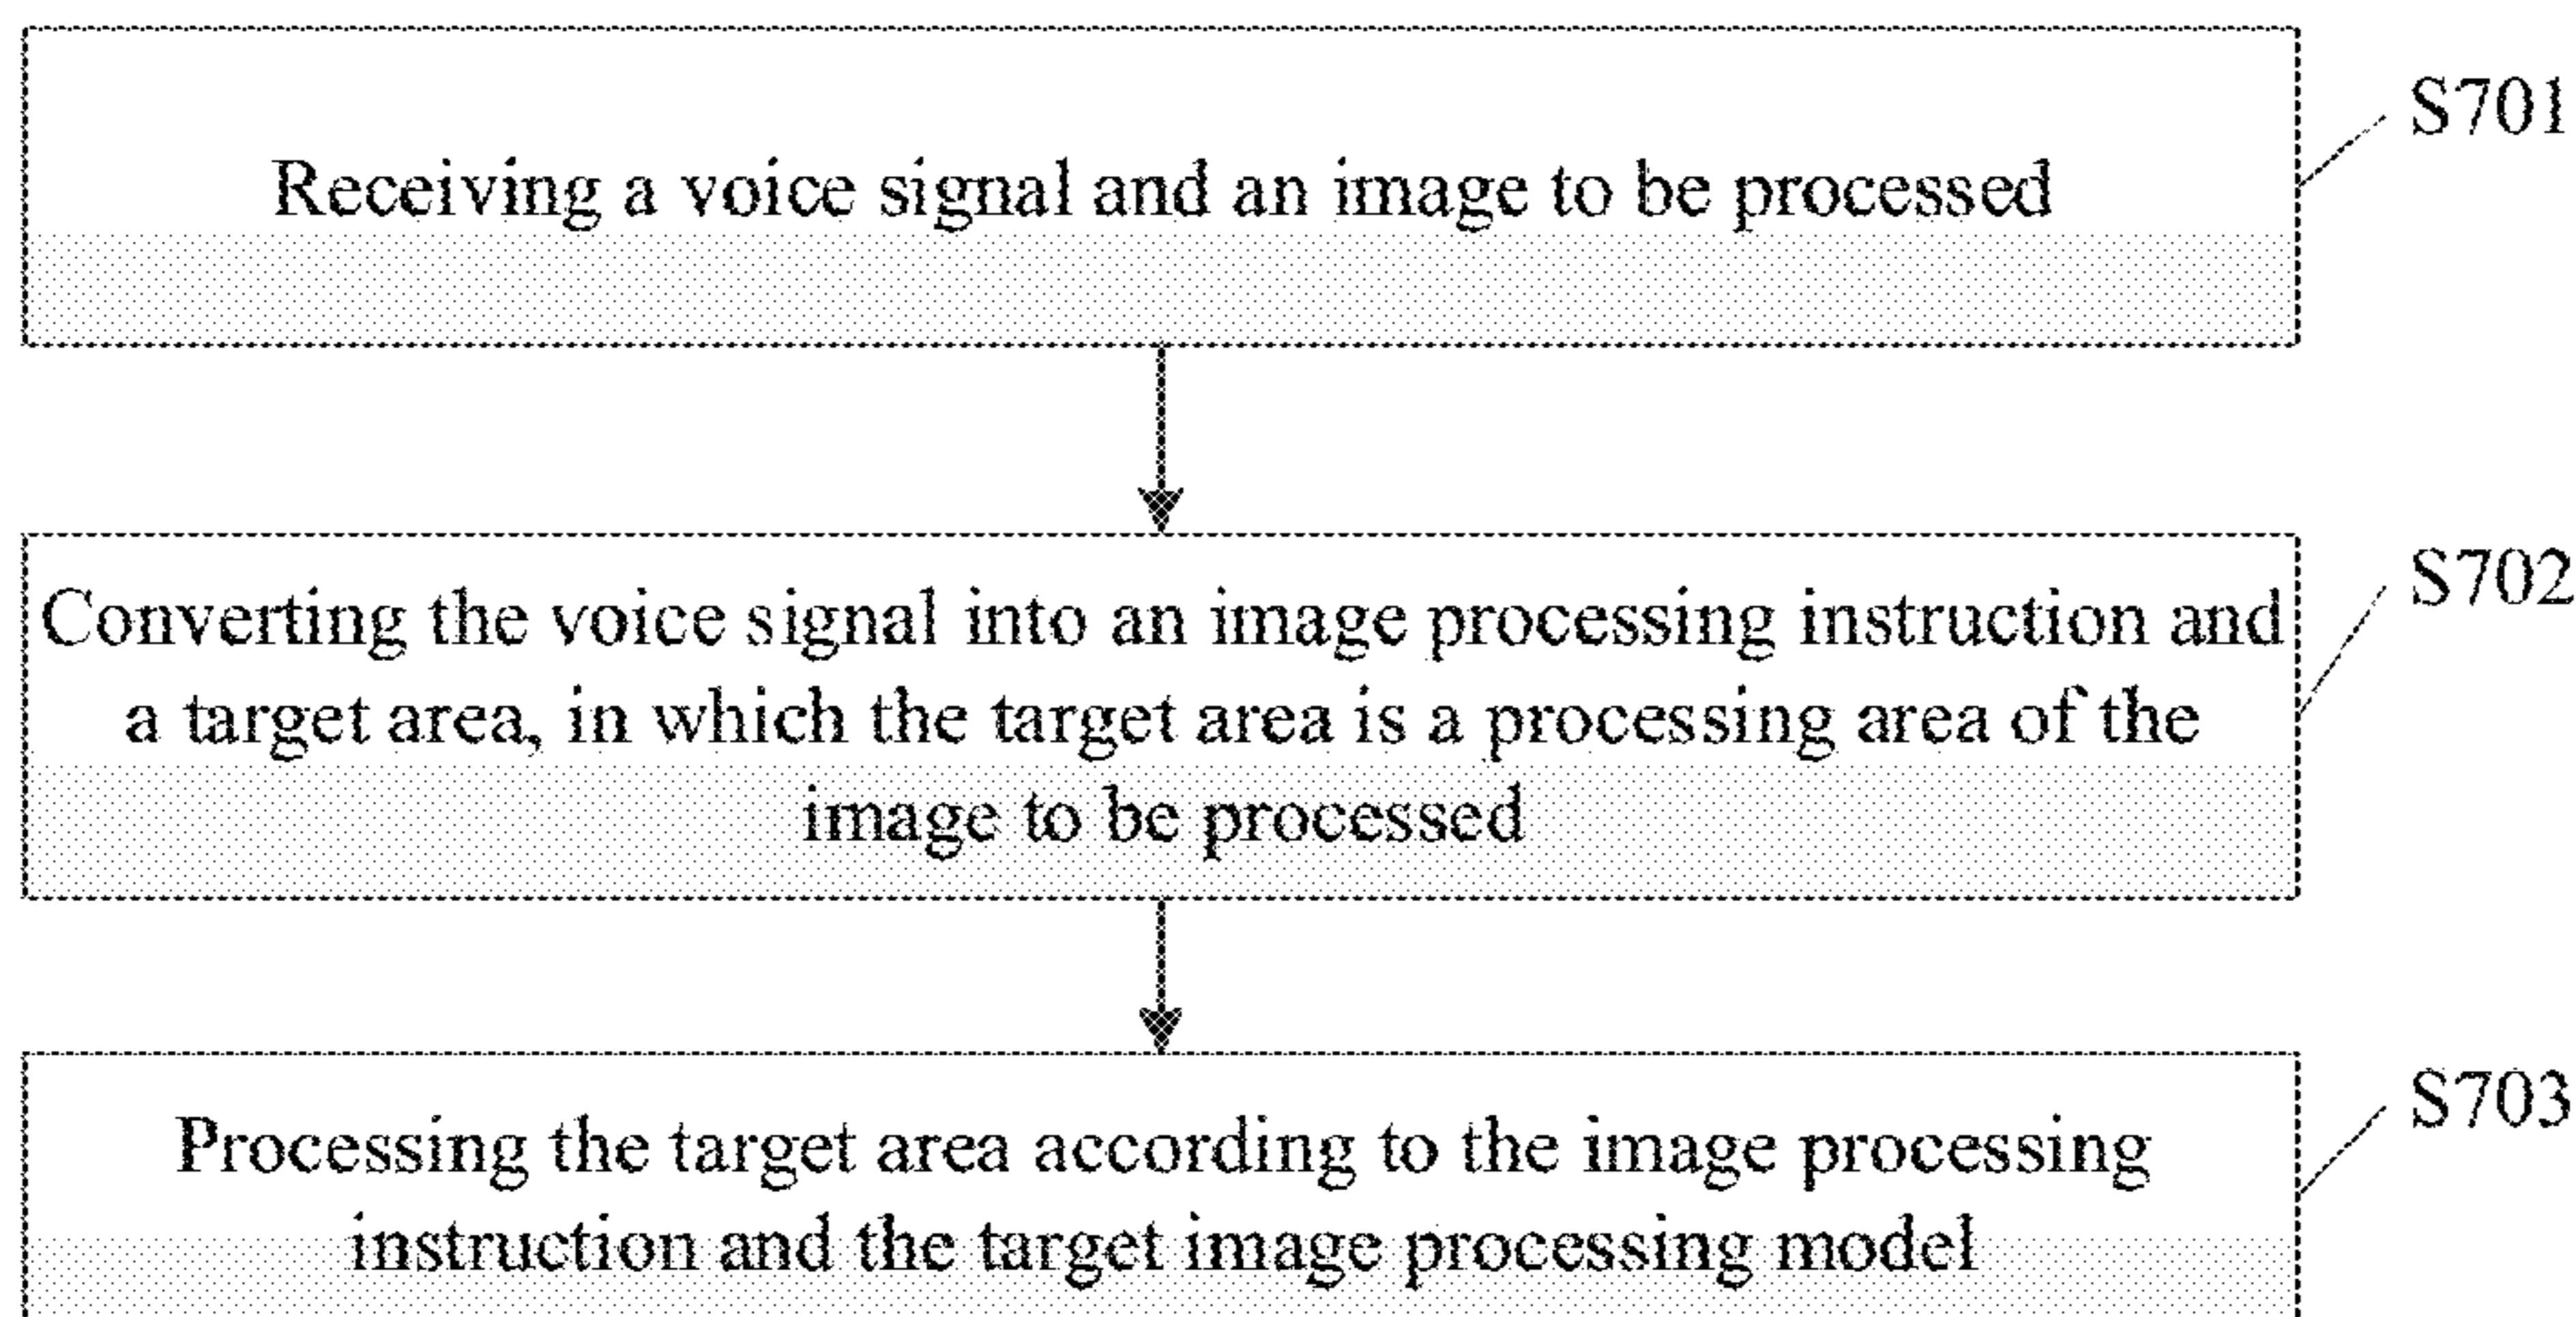 S701
Receiving a voice signal and an image to be processed
S702
Converting the voice signal into an image processing instruction and
a target area, in which the target area is a processing area of the
image to be processed
S703
Processing the target area according to the image processing
instruction and the target image processing model